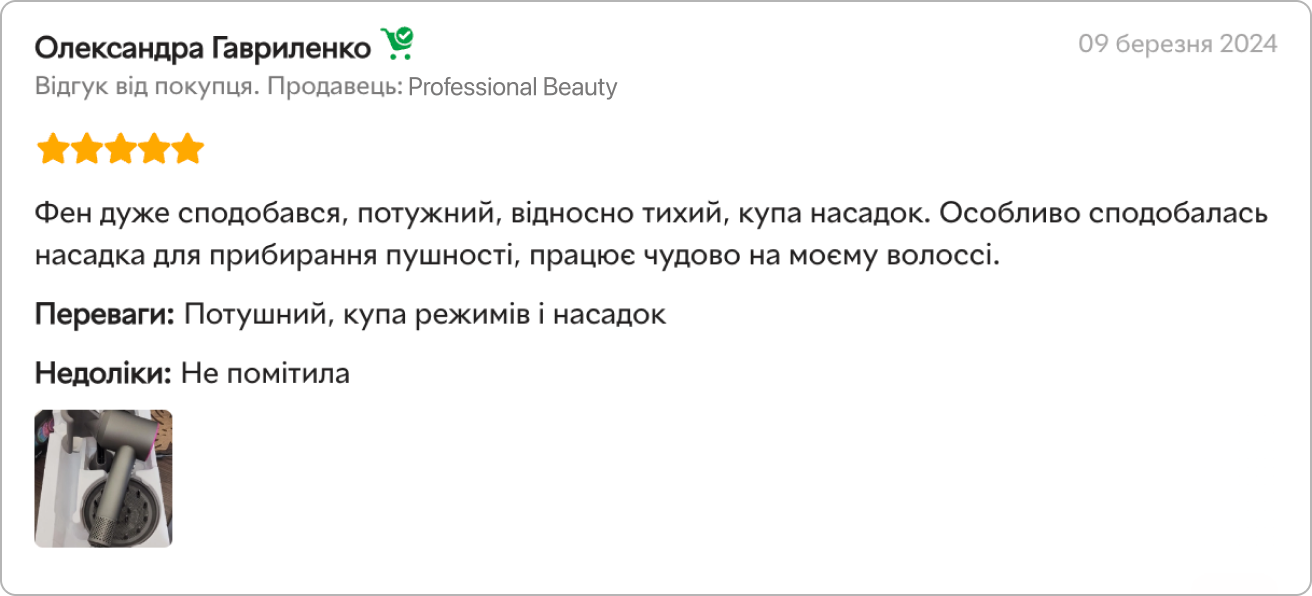 Олександра Гавриленко
09 березня 2024
Відгук від покупця. Продавець: Professional Beauty
Фен дуже сподобався, потужний, відносно тихий, купа насадок. Особливо сподобалась
насадка для прибирання пушності, працює чудово на моєму волоссі.
Переваги: Потушний, купа режимів і насадок
Недоліки: Не помітила